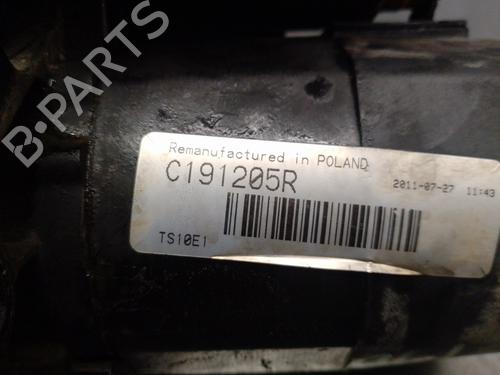 B-PARTS
Remanufactured in POLAND
C191205R
2011-07-27 11:43
TS10E1